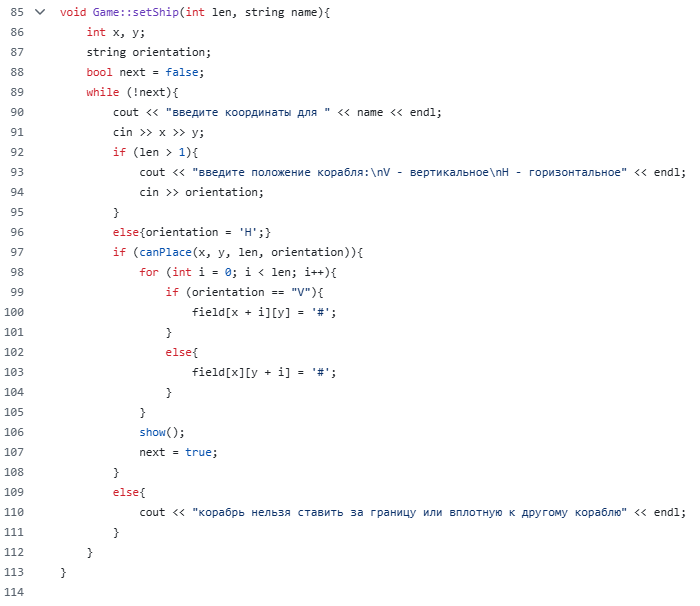 85 void Game::setShip(int len, string name){
86     int x, y;
87     string orientation;
88     bool next = false;
89     while (!next){
90         cout << "введите координаты для " << name << endl;
91         cin >> x >> y;
92         if (len > 1){
93             cout << "введите положение корабля:\nV - вертикальное\nH - горизонтальное" << endl;
94             cin >> orientation;
95         }
96         else{orientation = 'H';}
97         if (canPlace(x, y, len, orientation)){
98             for (int i = 0; i < len; i++){
99                 if (orientation == "V"){
100                     field[x + i][y] = '#';
101                 }
102                 else{
103                     field[x][y + i] = '#';
104                 }
105             }
106             show();
107             next = true;
108         }
109         else{
110             cout << "корабрь нельзя ставить за границу или вплотную к другому кораблю" << endl;
111         }
112     }
113 }
114